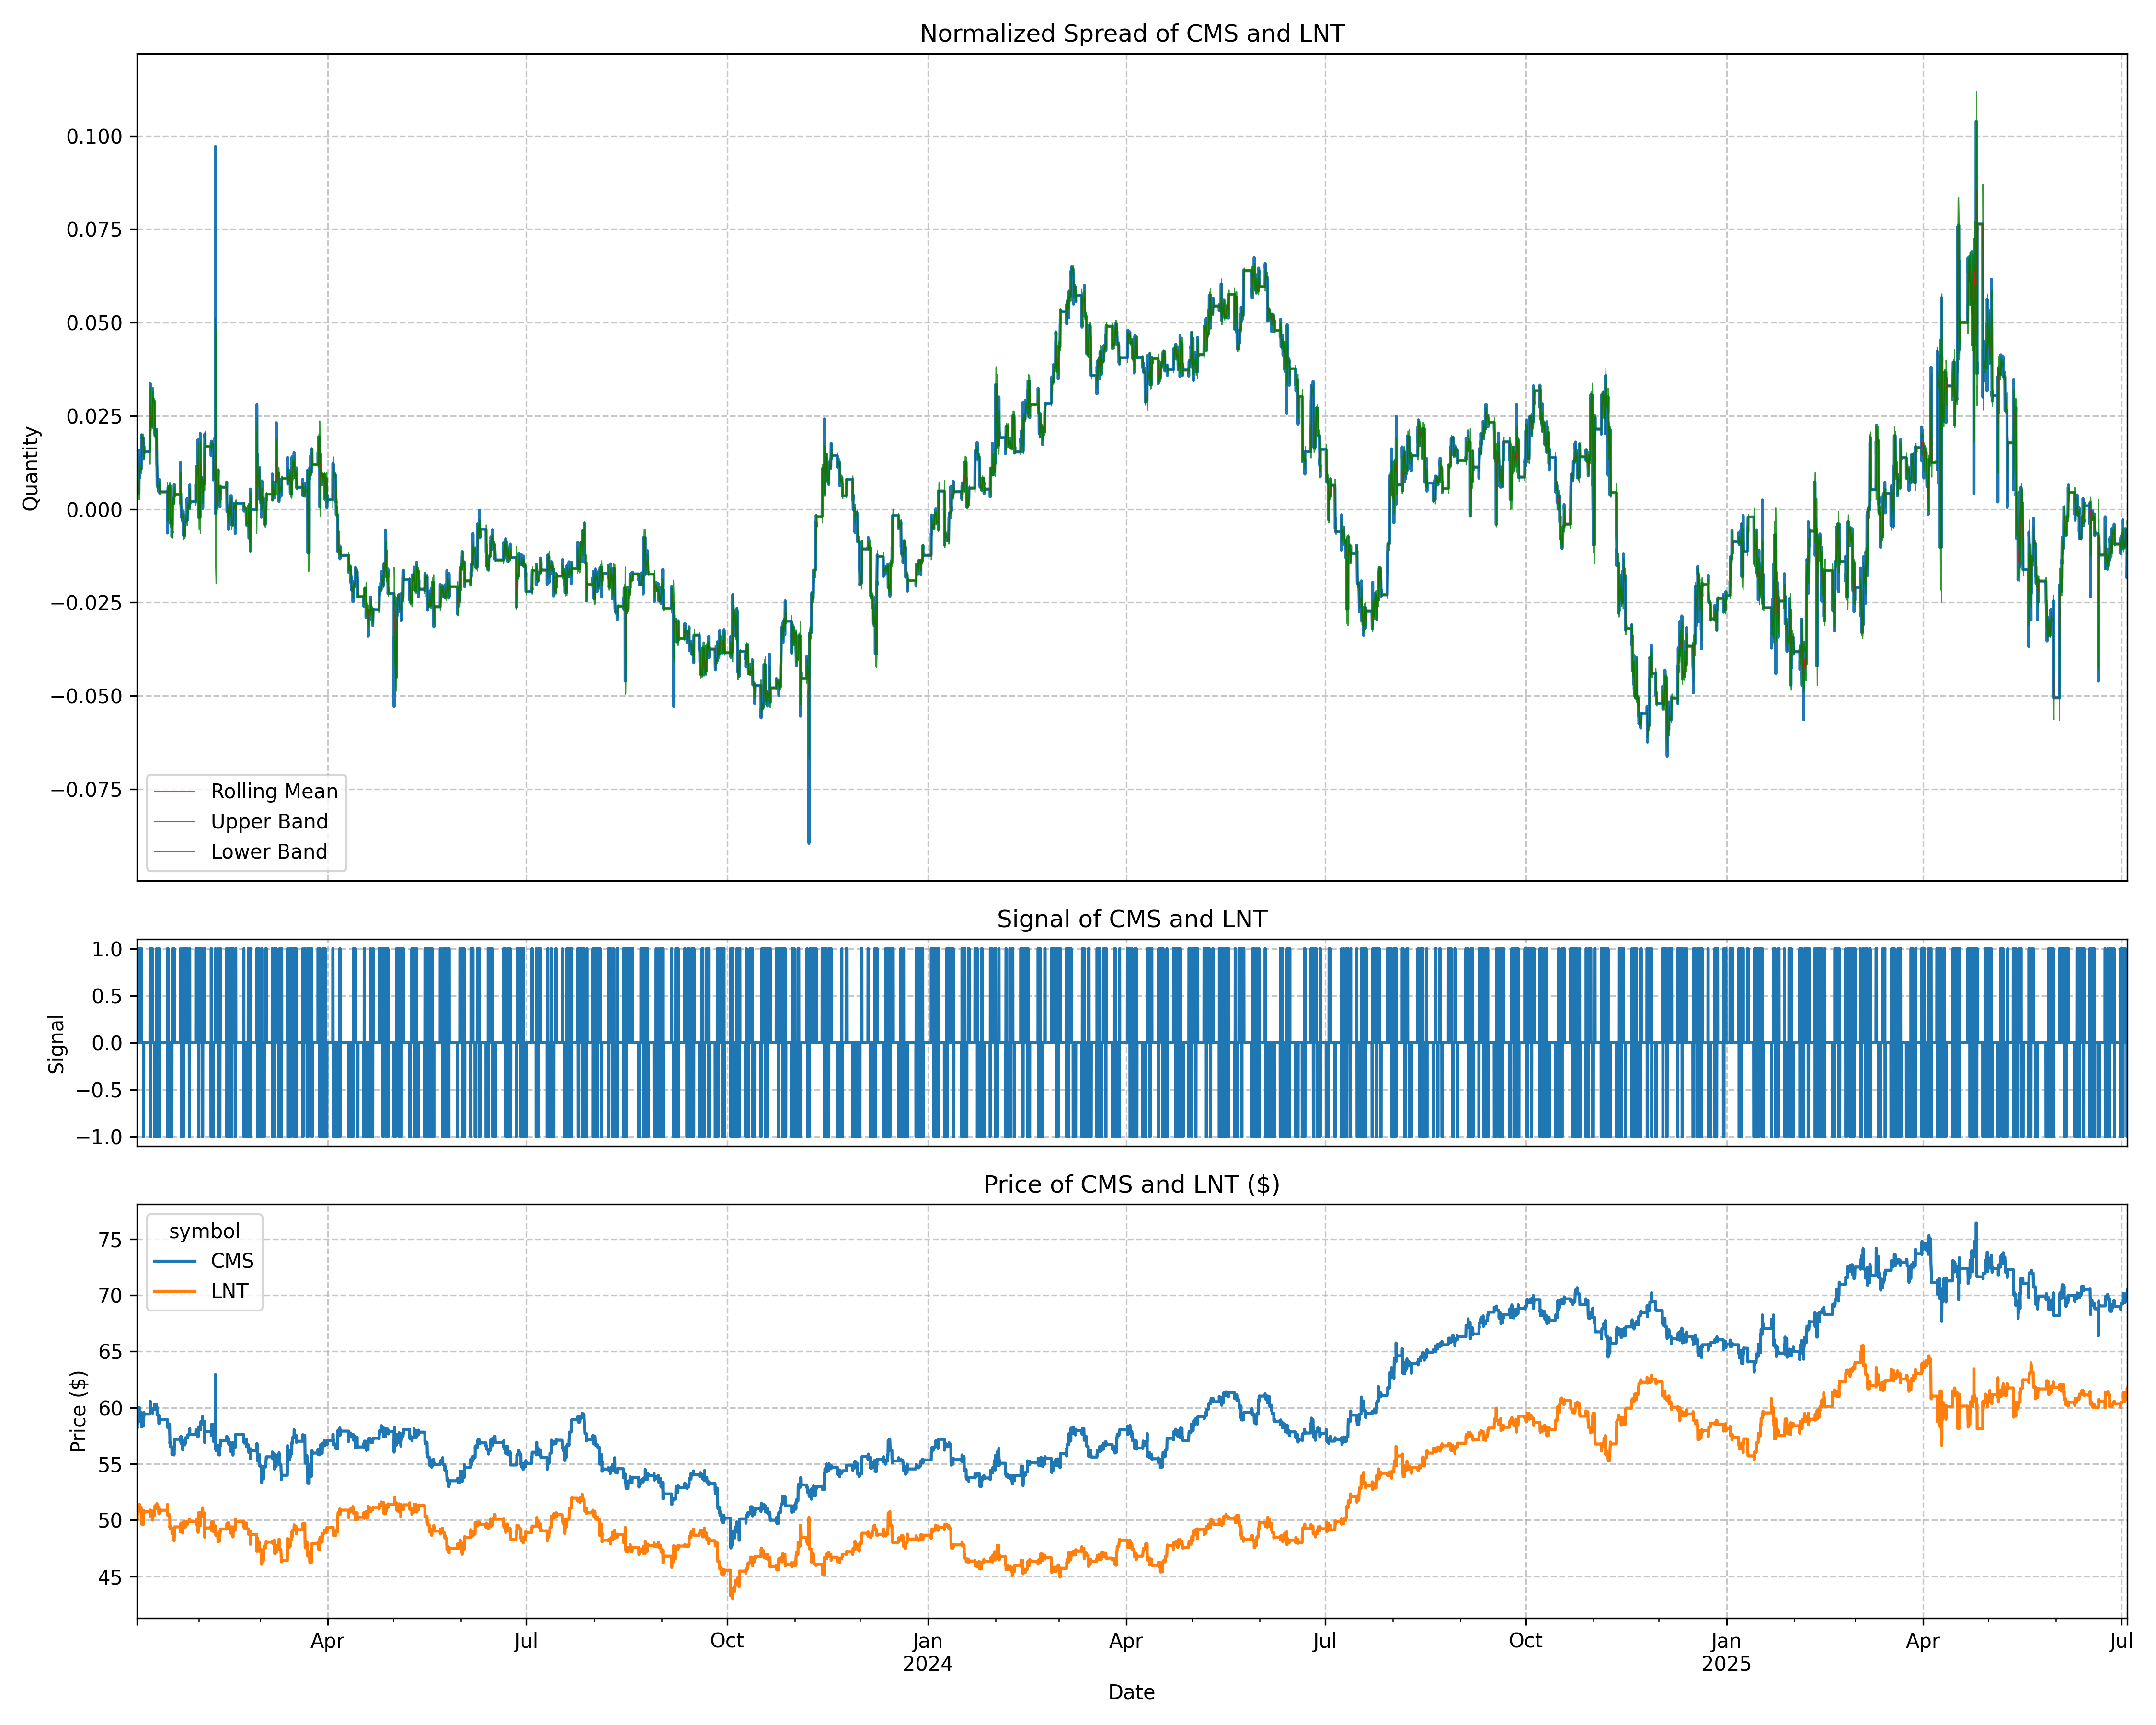 Normalized Spread of CMS and LNT
Quantity
0.100
0.075
0.050
0.025
0.000
−0.025
−0.050
−0.075
Rolling Mean
Upper Band
Lower Band
Signal of CMS and LNT
Signal
1.0
0.5
0.0
−0.5
−1.0
Price of CMS and LNT ($)
Price ($)
75
70
65
60
55
50
45
symbol
CMS
LNT
Apr
Jul
Oct
Jan
2024
Apr
Jul
Oct
Jan
2025
Apr
Jul
Date